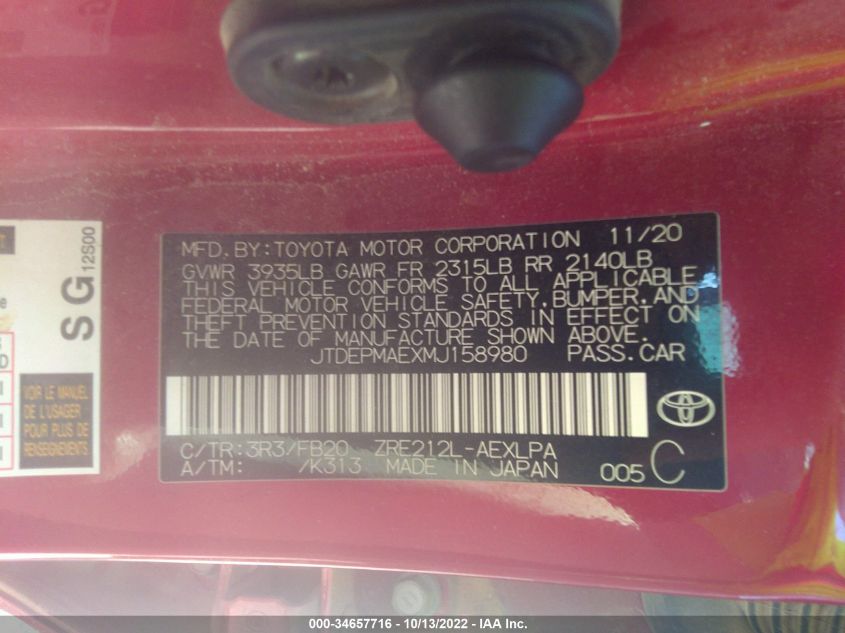 MFD. BY: TOYOTA MOTOR CORPORATION 11/20
GVWR 3935LB GAWR FR 2315LB RR 2140LB
THIS VEHICLE CONFORMS TO ALL APPLICABLE
FEDERAL MOTOR VEHICLE SAFETY, BUMPER, AND
THEFT PREVENTION STANDARDS IN EFFECT ON
THE DATE OF MANUFACTURE SHOWN ABOVE.
JTDEPMAEXMJ158980 PASS.CAR
C/TR: 3R3/FB20 ZRE212L-AEXLPA
A/TM: /K313 MADE IN JAPAN 005 C
SG 12S00
VOIR LE MANUEL
DE L'USAGER
POUR PLUS DE
RENSEIGNEMENTS
000-34657716 - 10/13/2022 - IAA Inc.